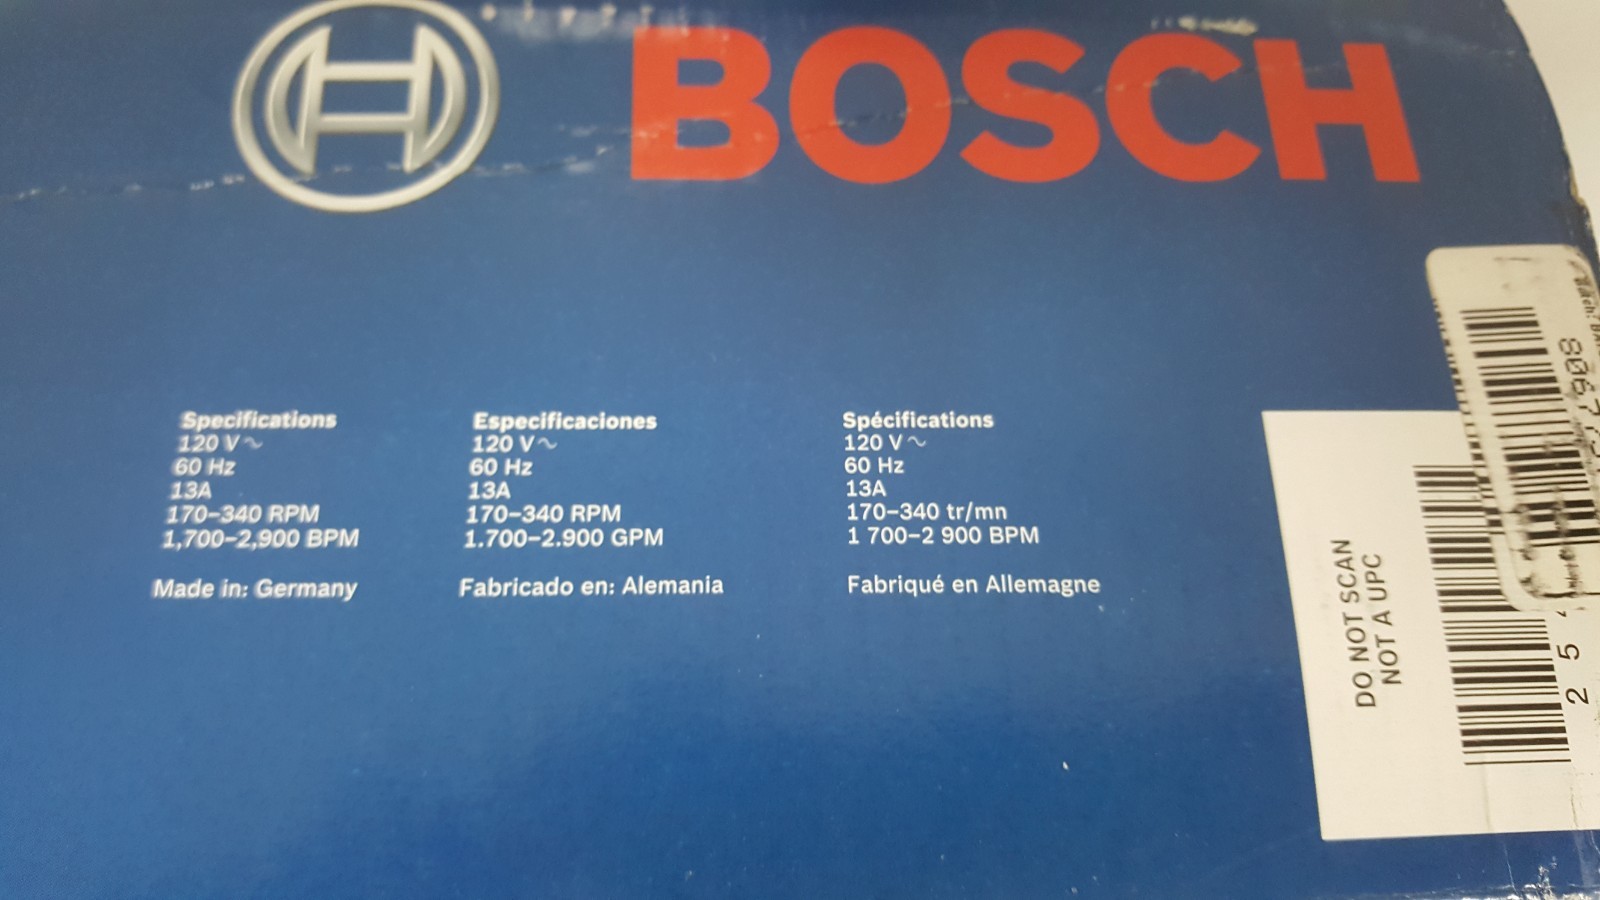 BOSCH
Specifications
120 V~
60 Hz
13A
170–340 RPM
1,700–2,900 BPM
Made in: Germany
Especificaciones
120 V~
60 Hz
13A
170–340 RPM
1.700–2.900 GPM
Fabricado en: Alemania
Spécifications
120 V~
60 Hz
13A
170–340 tr/mn
1 700–2 900 BPM
Fabriqué en Allemagne
DO NOT SCAN
NOT A UPC
2 5